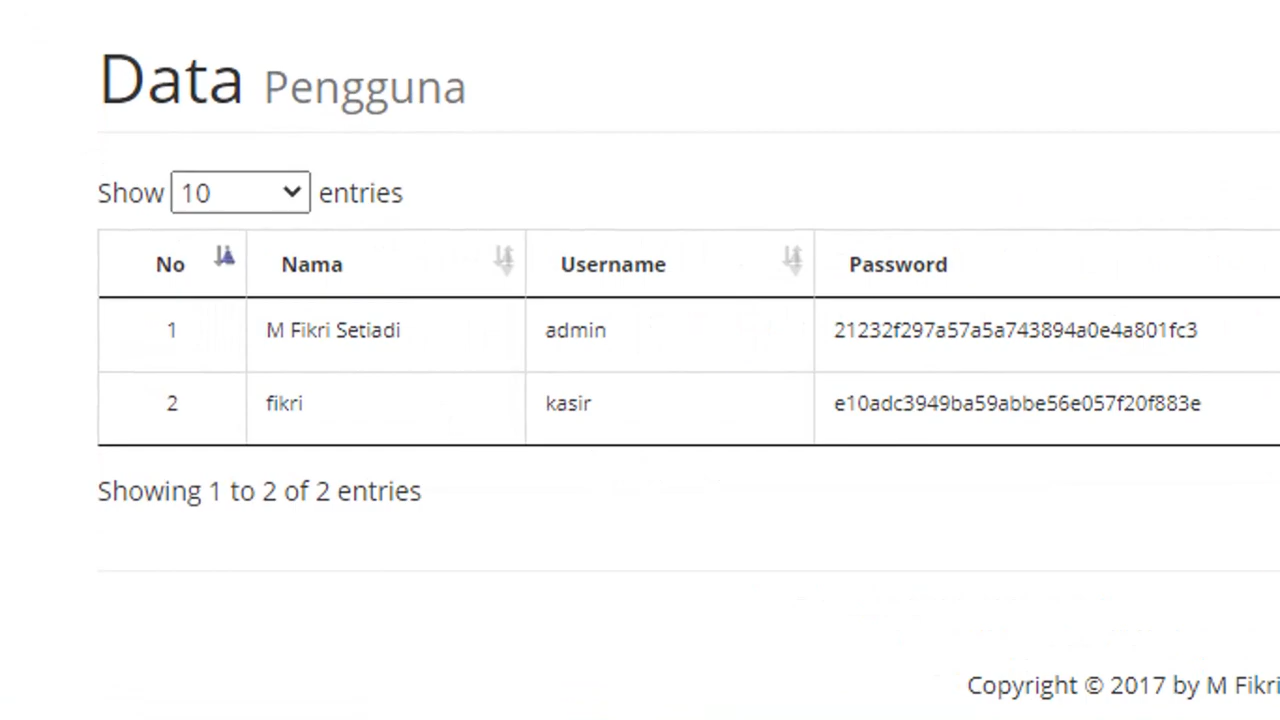 Data Pengguna
Show 10 entries
No Nama Username Password
1 M Fikri Setiadi admin 21232f297a57a5a743894a0e4a801fc3
2 fikri kasir e10adc3949ba59abbe56e057f20f883e
Showing 1 to 2 of 2 entries
Copyright © 2017 by M Fikri